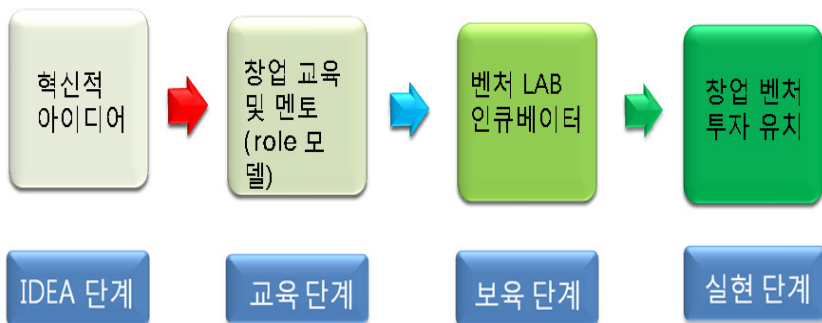 혁신적
아이디어
창업 교육
및 멘토
(role 모
델)
벤처 LAB
인큐베이터
창업 벤처
투자 유치
IDEA 단계
교육 단계
보육 단계
실현 단계